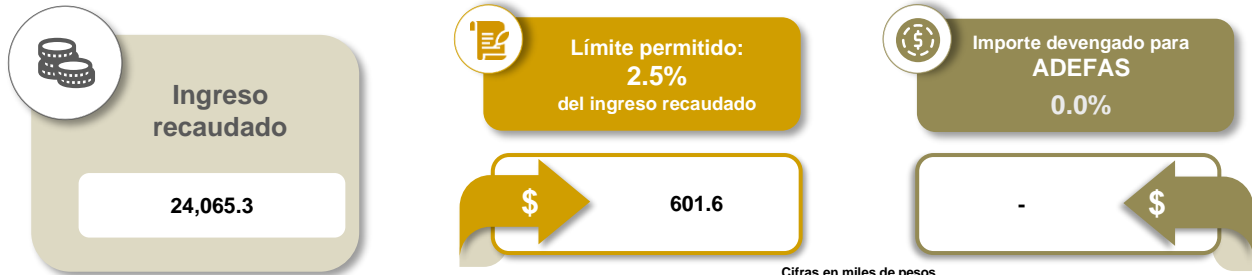 Ingreso
recaudado
24,065.3
Límite permitido:
2.5%
del ingreso recaudado
$
601.6
Importe devengado para
ADEFAS
0.0%
-
$
Cifras en miles de pesos